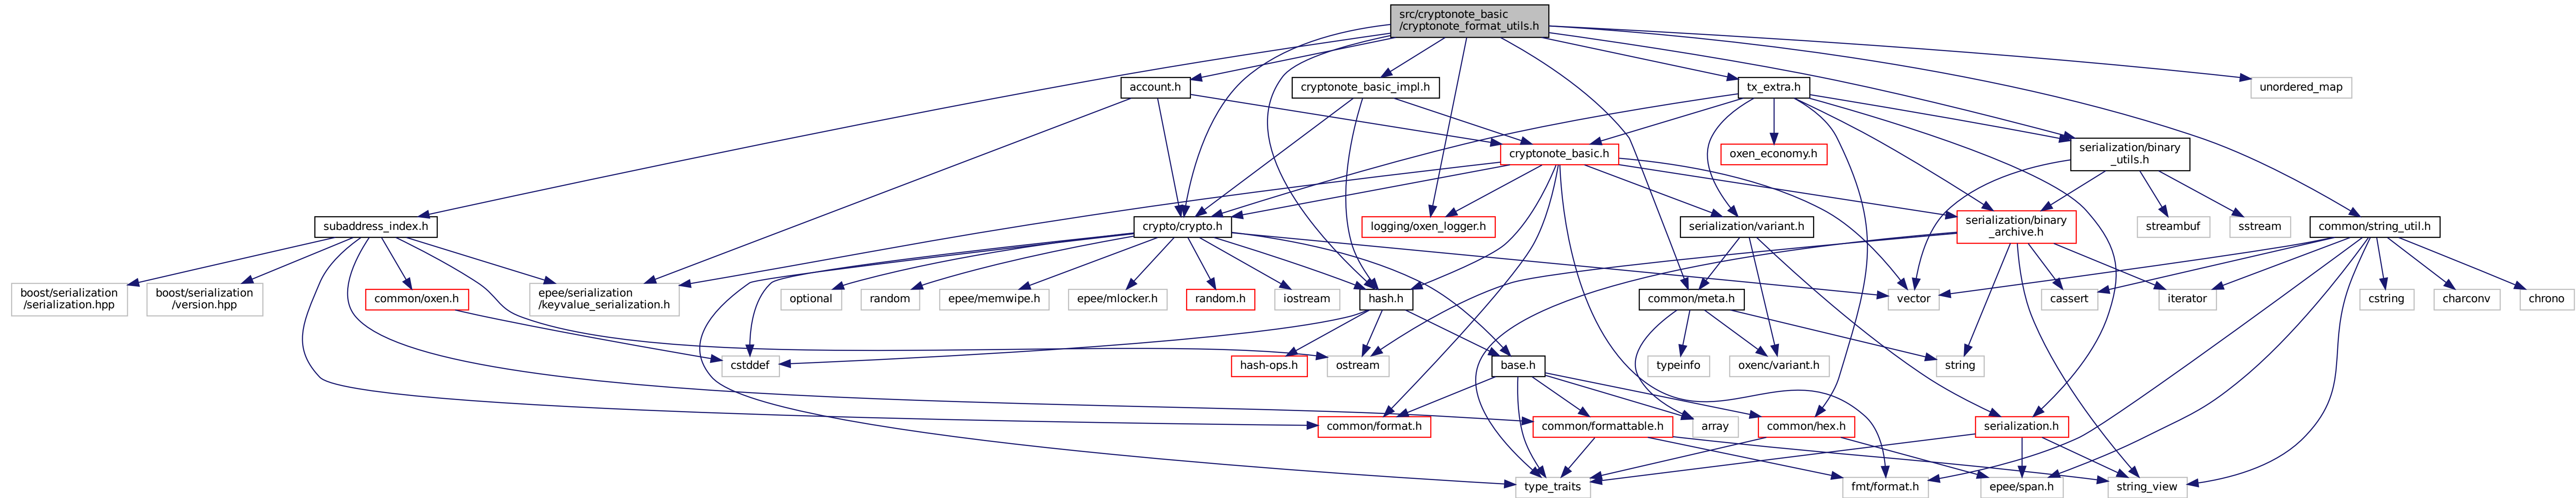 src/cryptonote_basic
/cryptonote_format_utils.h
account.h
cryptonote_basic_impl.h
tx_extra.h
unordered_map
cryptonote_basic.h
oxen_economy.h
serialization/binary
_utils.h
subaddress_index.h
crypto/crypto.h
logging/oxen_logger.h
serialization/variant.h
serialization/binary
_archive.h
streambuf
sstream
common/string_util.h
boost/serialization
/serialization.hpp
boost/serialization
/version.hpp
common/oxen.h
epee/serialization
/keyvalue_serialization.h
optional
random
epee/memwipe.h
epee/mlocker.h
random.h
iostream
hash.h
common/meta.h
vector
cassert
iterator
cstring
charconv
chrono
cstddef
hash-ops.h
ostream
base.h
typeinfo
oxenc/variant.h
string
common/format.h
common/formattable.h
array
common/hex.h
serialization.h
type_traits
fmt/format.h
epee/span.h
string_view